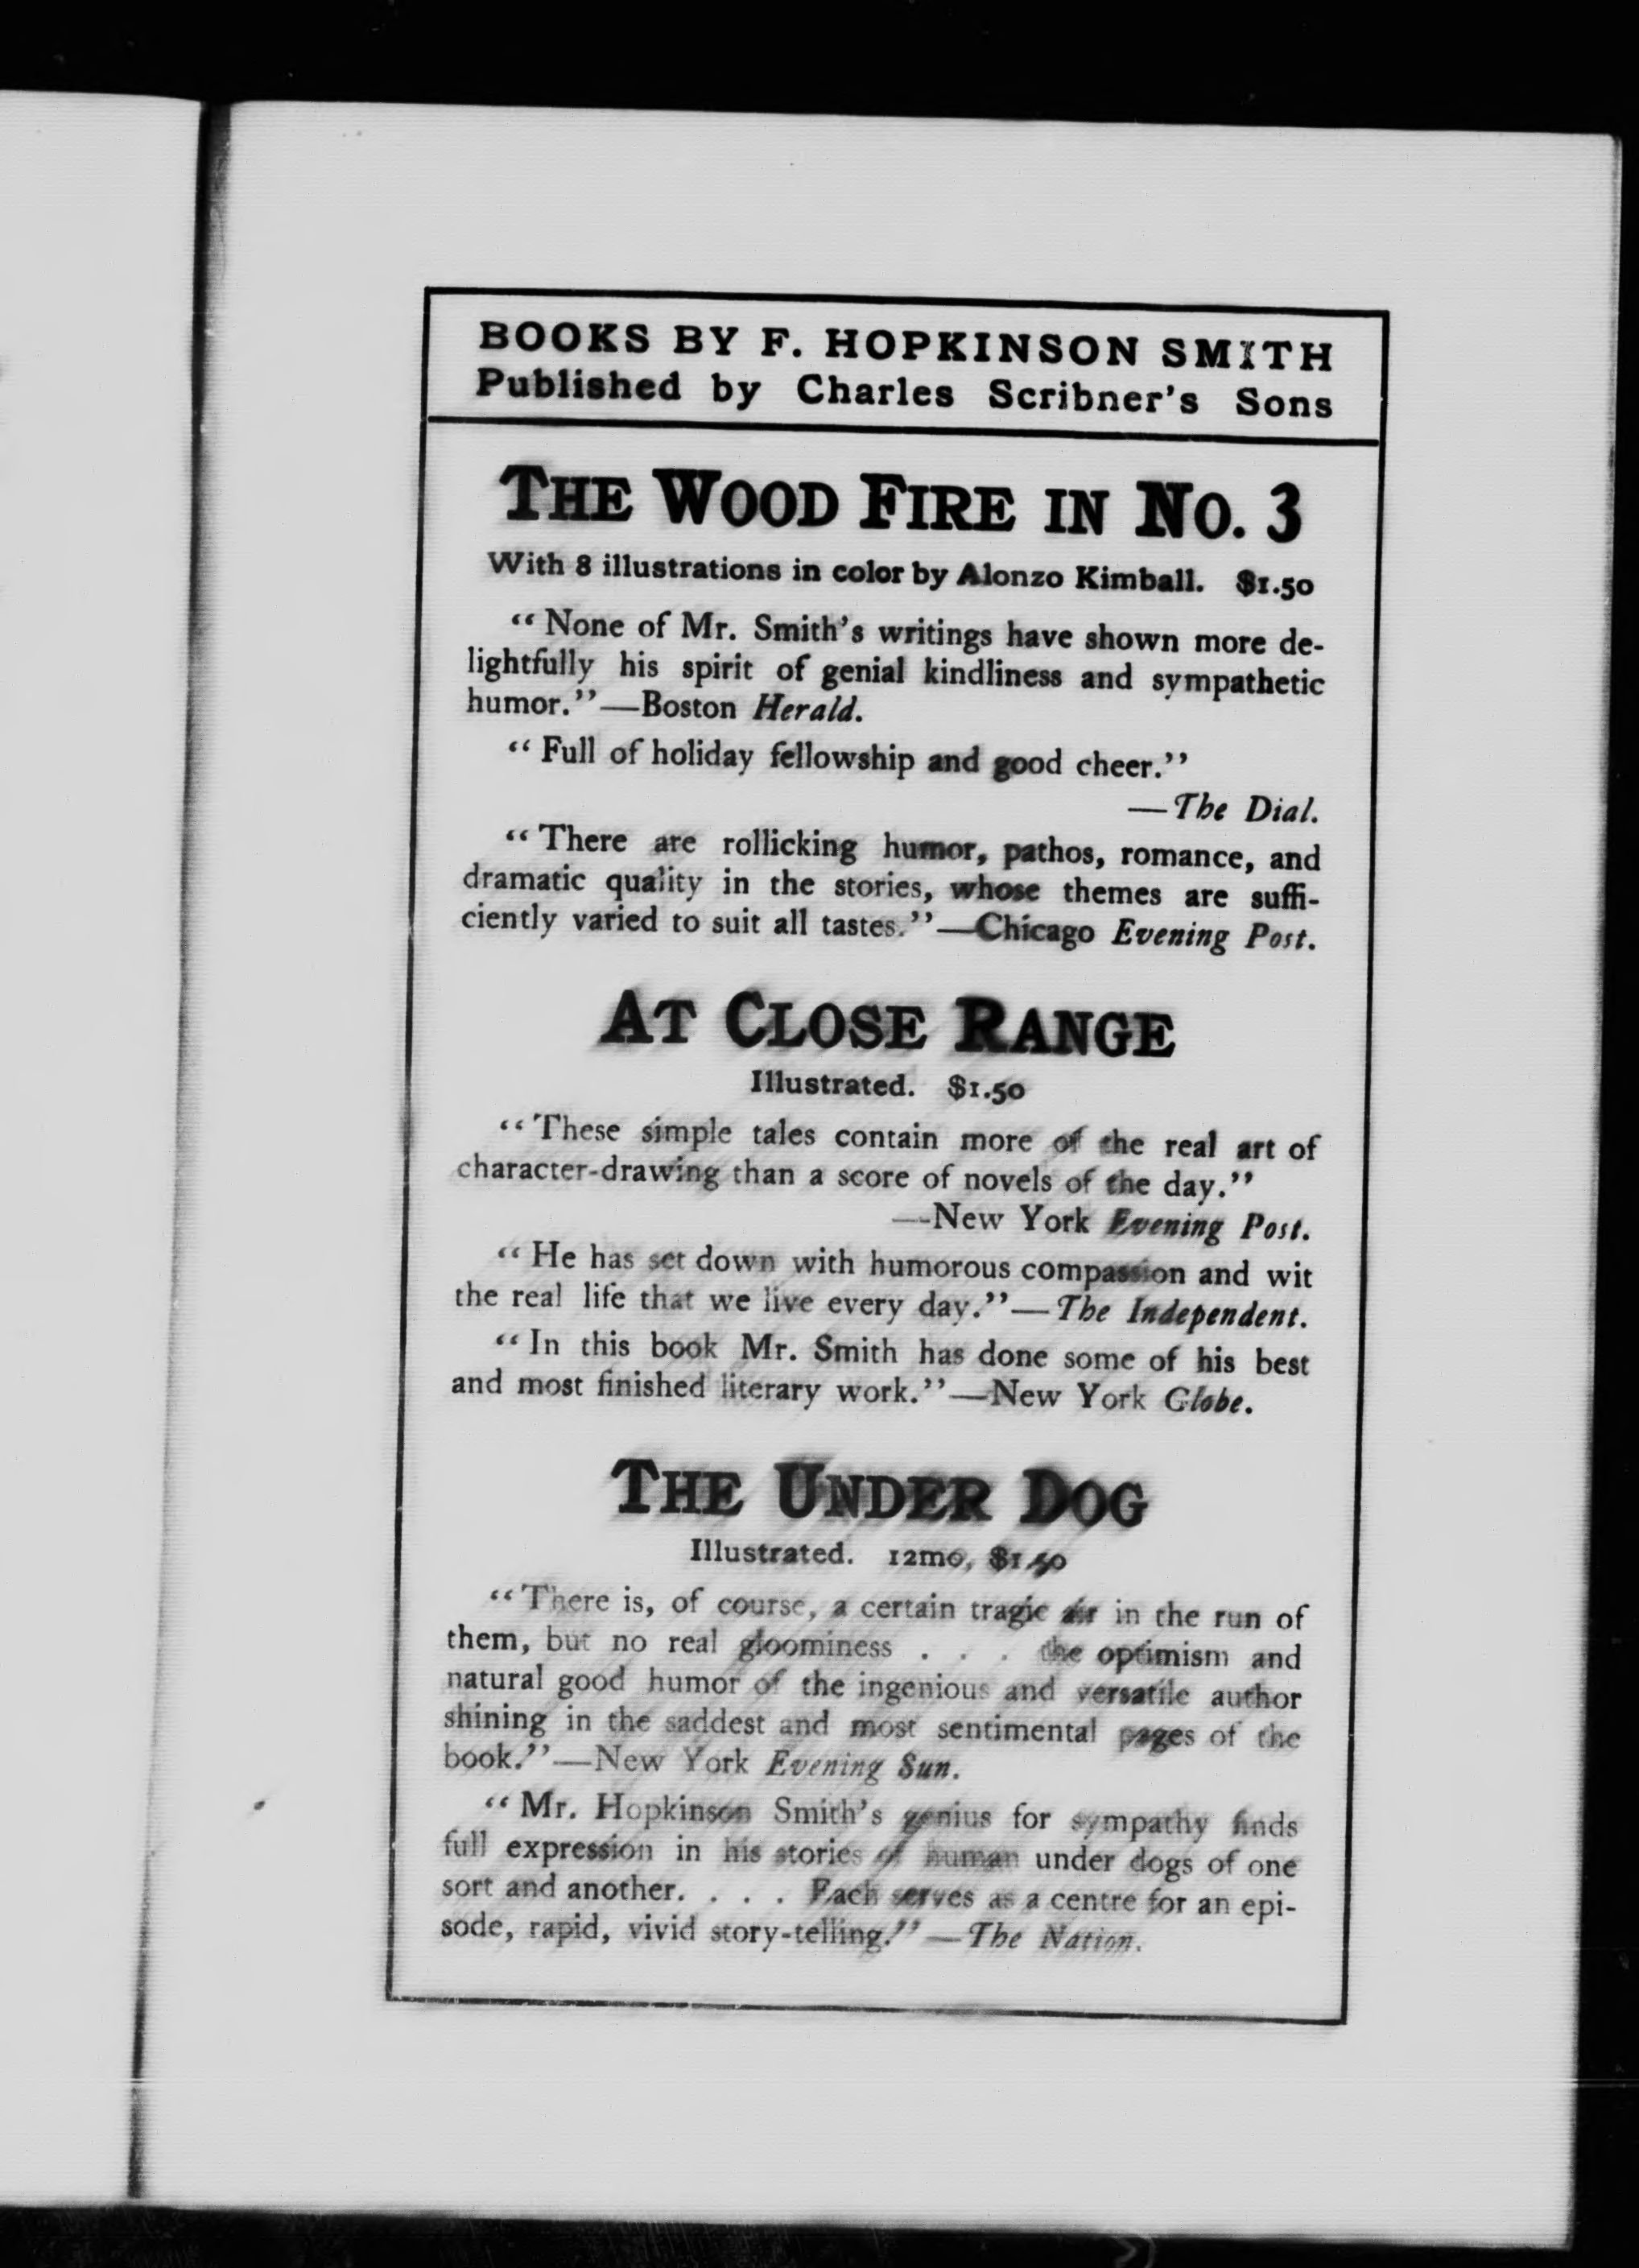 BOOKS BY F. HOPKINSON SMITH
Published by Charles Scribner's Sons
THE WOOD FIRE IN NO. 3
With 8 illustrations in color by Alonzo Kimball. $1.50
“None of Mr. Smith’s writings have shown more de-
lightfully his spirit of genial kindliness and sympathetic
humor.”—Boston Herald.
“Full of holiday fellowship and good cheer.”
—The Dial.
“There are rollicking humor, pathos, romance, and
dramatic quality in the stories, whose themes are suffi-
ciently varied to suit all tastes.”—Chicago Evening Post.
AT CLOSE RANGE
Illustrated. $1.50
“These simple tales contain more of the real art of
character-drawing than a score of novels of the day.”
—New York Evening Post.
“He has set down with humorous compassion and wit
the real life that we live every day.”—The Independent.
“In this book Mr. Smith has done some of his best
and most finished literary work.”—New York Globe.
THE UNDER DOG
Illustrated. 12mo, $1.50
“There is, of course, a certain tragic air in the run of
them, but no real gloominess . . . the optimism and
natural good humor of the ingenious and versatile author
shining in the saddest and most sentimental pages of the
book.”—New York Evening Sun.
“Mr. Hopkinson Smith’s genius for sympathy finds
full expression in his stories of human under dogs of one
sort and another. . . . Each serves as a centre for an epi-
sode, rapid, vivid story-telling.”—The Nation.